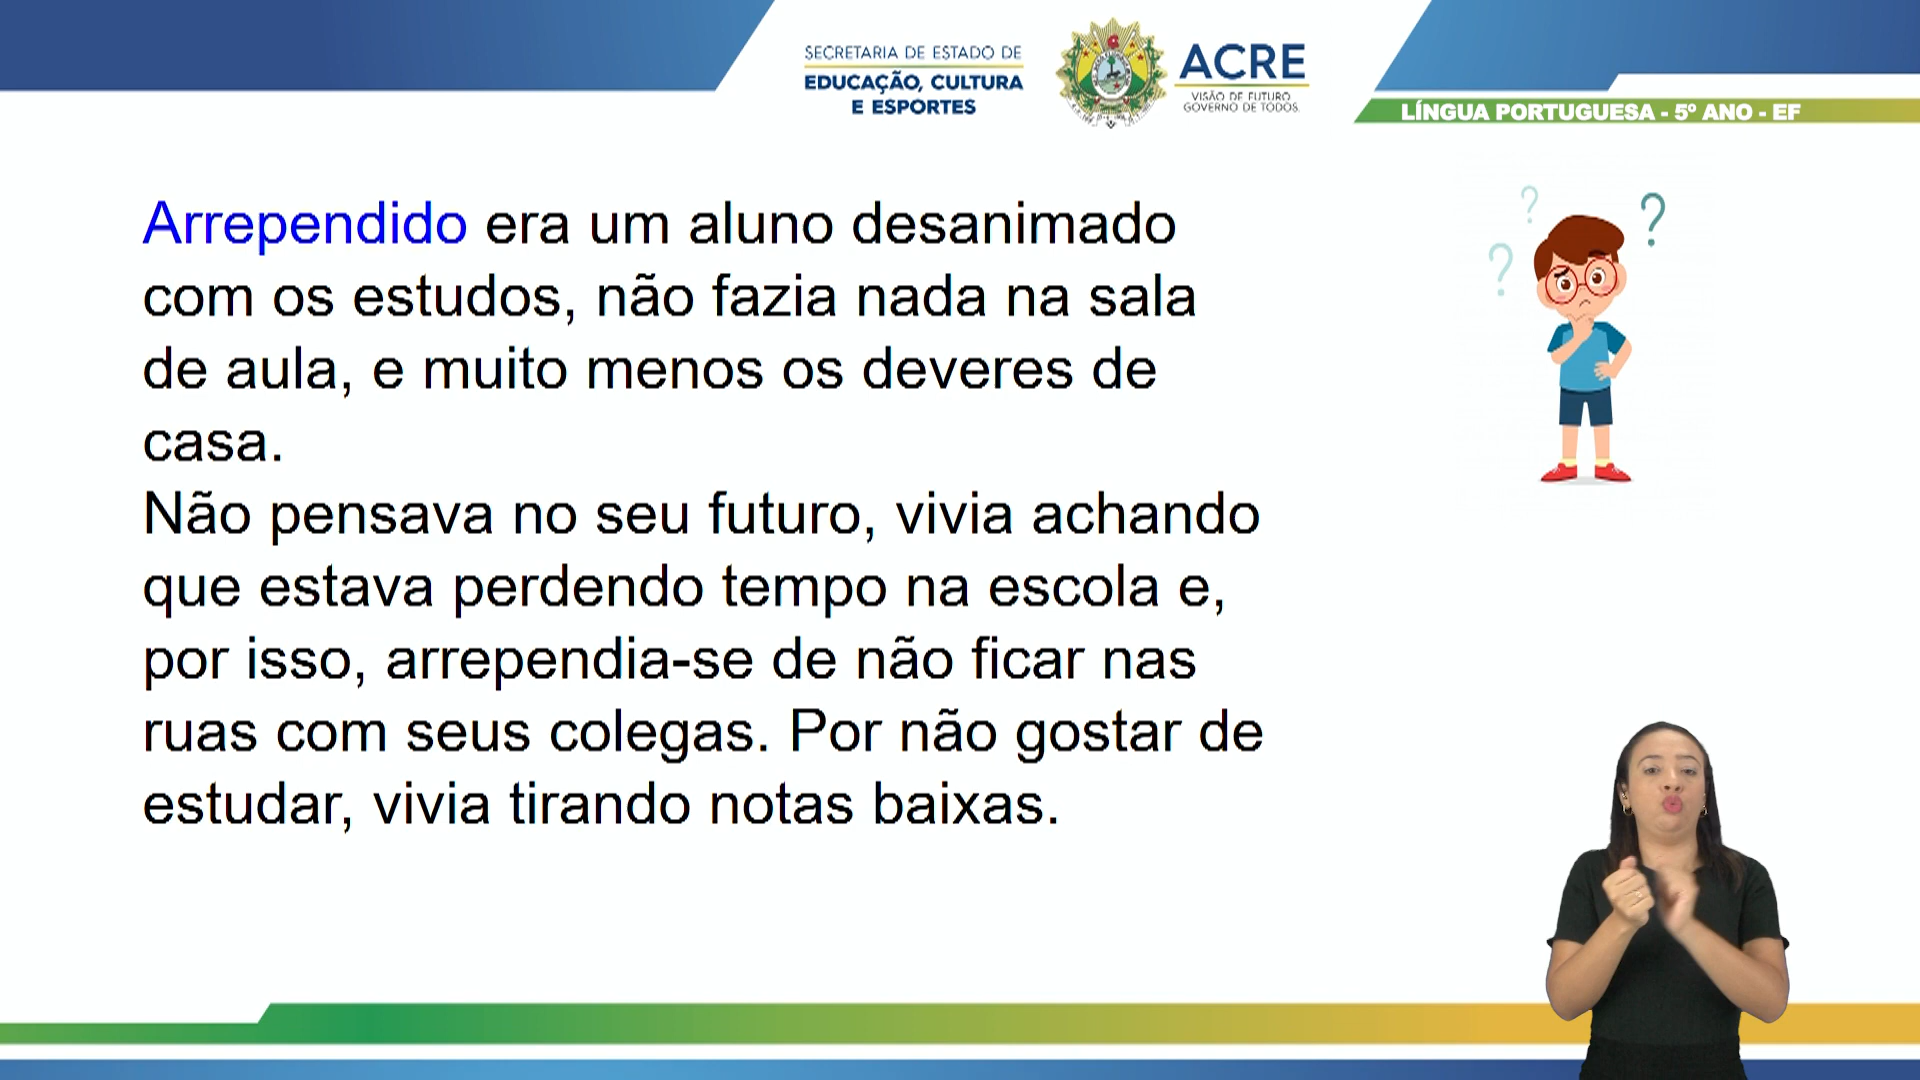 SECRETARIA DE ESTADO DE
EDUCAÇÃO, CULTURA
E ESPORTES
ACRE
VISÃO DE FUTURO
GOVERNO DE TODOS.
LÍNGUA PORTUGUESA - 5º ANO - EF
Arrependido era um aluno desanimado
com os estudos, não fazia nada na sala
de aula, e muito menos os deveres de
casa.
Não pensava no seu futuro, vivia achando
que estava perdendo tempo na escola e,
por isso, arrependia-se de não ficar nas
ruas com seus colegas. Por não gostar de
estudar, vivia tirando notas baixas.
? ? ?